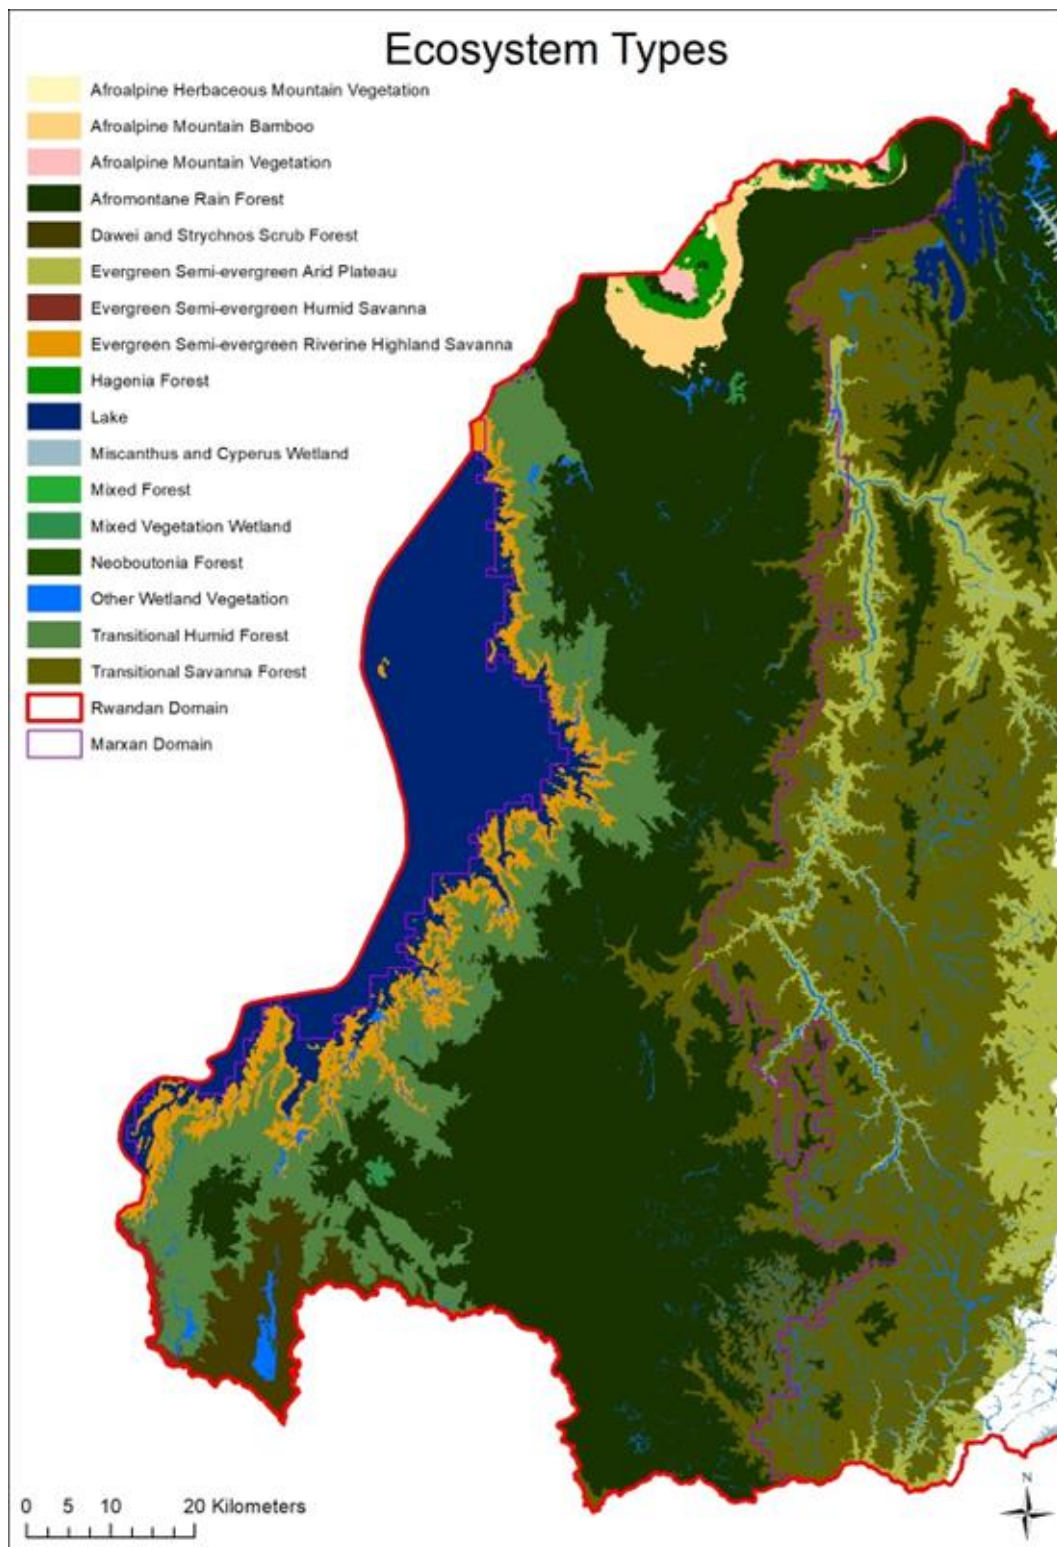 Ecosystem Types
Afroalpine Herbaceous Mountain Vegetation
Afroalpine Mountain Bamboo
Afroalpine Mountain Vegetation
Afromontane Rain Forest
Dawei and Strychnos Scrub Forest
Evergreen Semi-evergreen Arid Plateau
Evergreen Semi-evergreen Humid Savanna
Evergreen Semi-evergreen Riverine Highland Savanna
Hagenia Forest
Lake
Miscanthus and Cyperus Wetland
Mixed Forest
Mixed Vegetation Wetland
Neoboutonia Forest
Other Wetland Vegetation
Transitional Humid Forest
Transitional Savanna Forest
Rwandan Domain
Marxan Domain
N
0 5 10 20 Kilometers